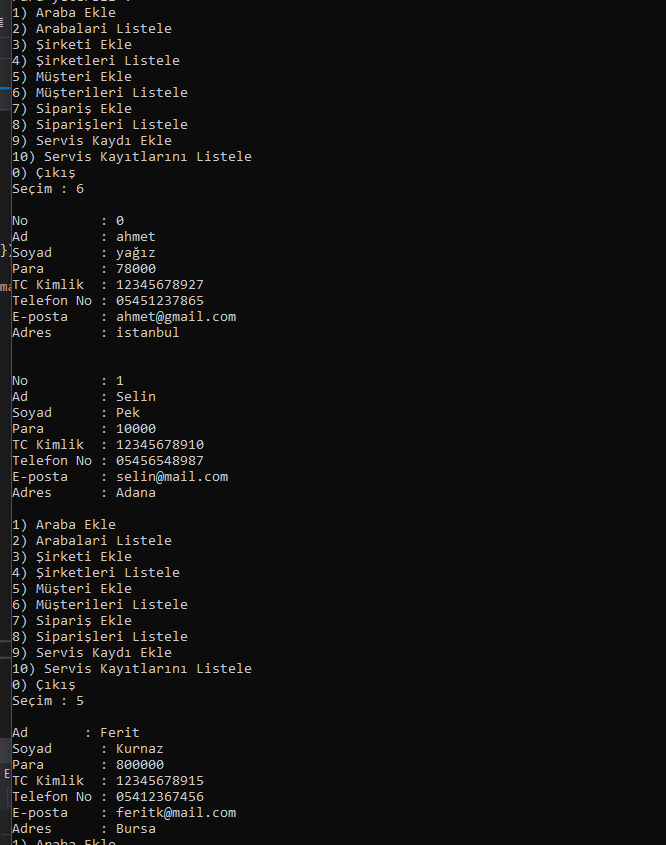 1) Araba Ekle
2) Arabalari Listele
3) Şirketi Ekle
4) Şirketleri Listele
5) Müşteri Ekle
6) Müşterileri Listele
7) Sipariş Ekle
8) Siparişleri Listele
9) Servis Kaydı Ekle
10) Servis Kayıtlarını Listele
0) Çıkış
Seçim : 6
No : 0
Ad : ahmet
Soyad : yağız
Para : 78000
TC Kimlik : 12345678927
Telefon No : 05451237865
E-posta : ahmet@gmail.com
Adres : istanbul
No : 1
Ad : Selin
Soyad : Pek
Para : 10000
TC Kimlik : 12345678910
Telefon No : 05456548987
E-posta : selin@mail.com
Adres : Adana
1) Araba Ekle
2) Arabalari Listele
3) Şirketi Ekle
4) Şirketleri Listele
5) Müşteri Ekle
6) Müşterileri Listele
7) Sipariş Ekle
8) Siparişleri Listele
9) Servis Kaydı Ekle
10) Servis Kayıtlarını Listele
0) Çıkış
Seçim : 5
Ad : Ferit
Soyad : Kurnaz
Para : 800000
TC Kimlik : 12345678915
Telefon No : 05412367456
E-posta : feritk@mail.com
Adres : Bursa
1) Araba Ekle